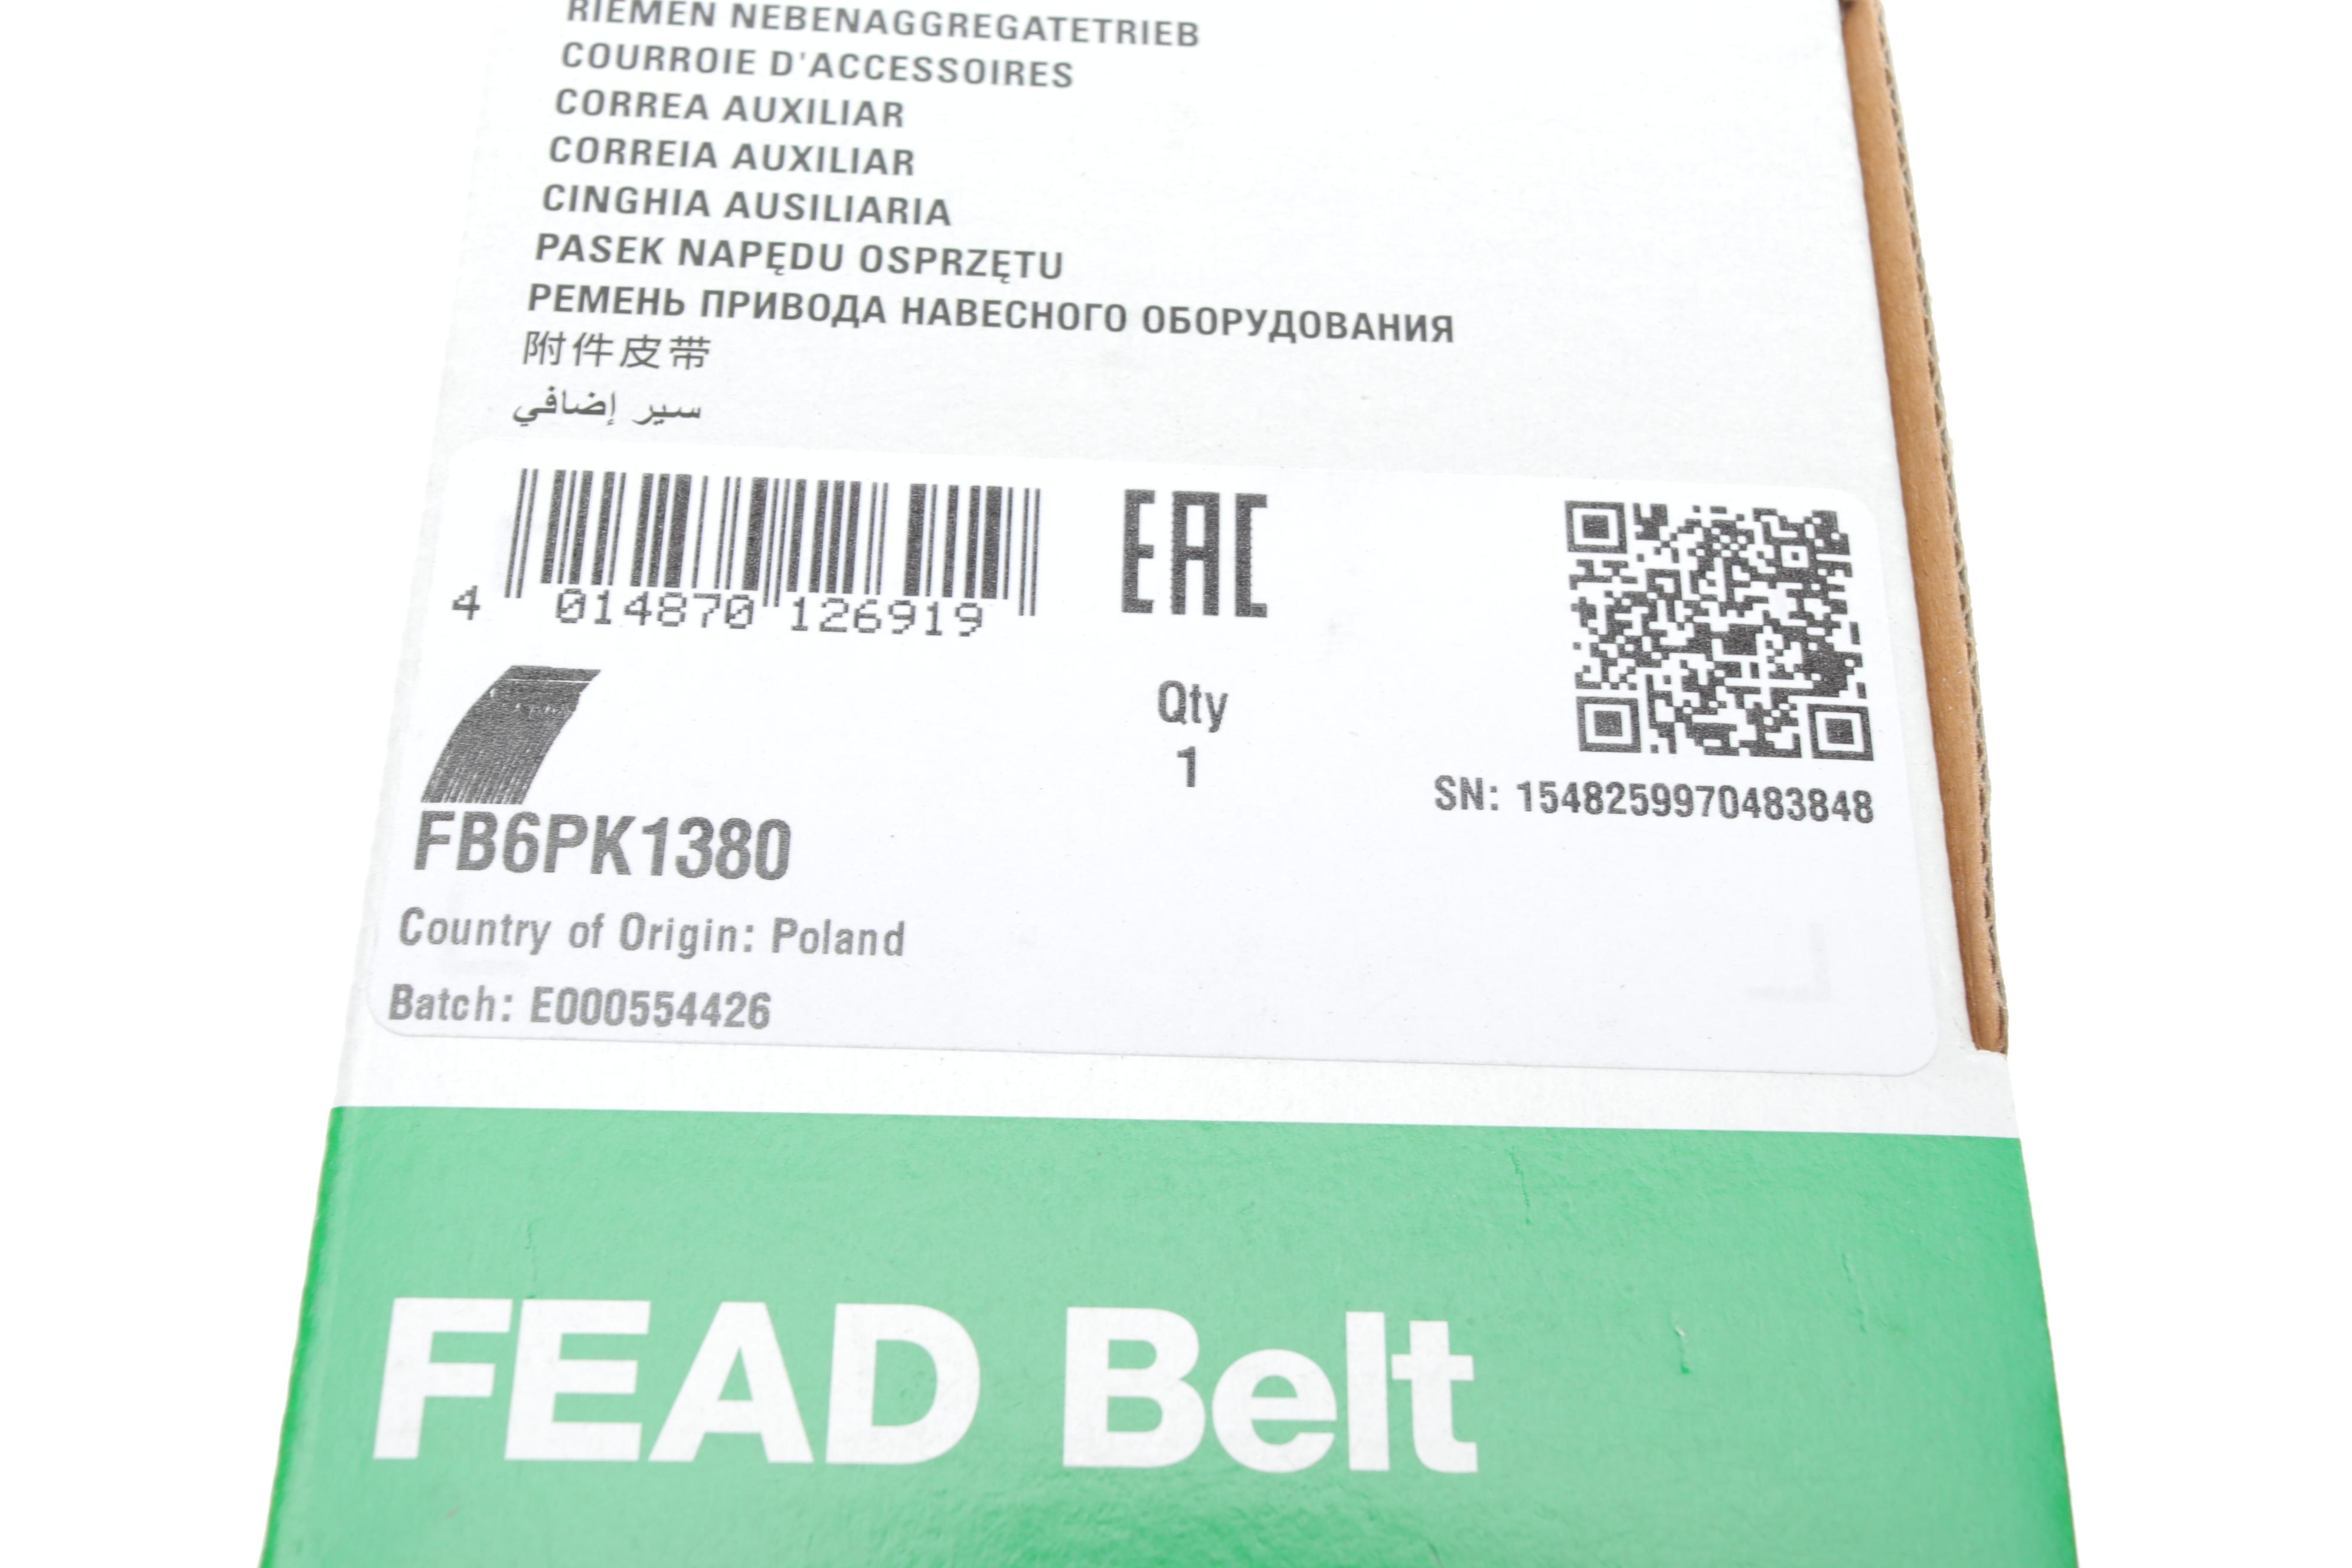 RIEMEN NEBENAGGREGATETRIEB
COURROIE D'ACCESSOIRES
CORREA AUXILIAR
CORREIA AUXILIAR
CINGHIA AUSILIARIA
PASEK NAPĘDU OSPRZĘTU
РЕМЕНЬ ПРИВОДА НАВЕСНОГО ОБОРУДОВАНИЯ
附件皮带
سير إضافي
4 014870 126919
EAC
Qty
1
SN: 1548259970483848
FB6PK1380
Country of Origin: Poland
Batch: E000554426
FEAD Belt